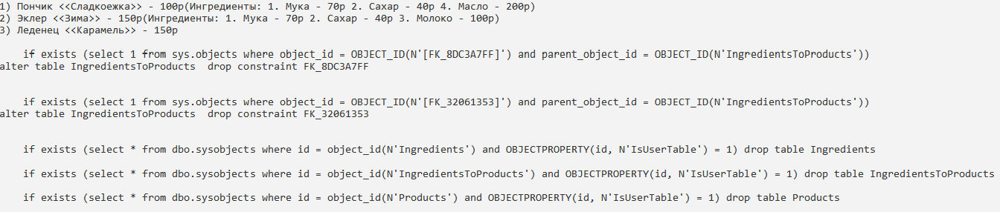 1) Пончик <<Сладкоежка>> - 100р(Ингредиенты: 1. Мука - 70р 2. Сахар - 40р 4. Масло - 200р)
2) Эклер <<Зима>> - 150р(Ингредиенты: 1. Мука - 70р 2. Сахар - 40р 3. Молоко - 100р)
3) Леденец <<Карамель>> - 150р
if exists (select 1 from sys.objects where object_id = OBJECT_ID(N'[FK_8DC3A7FF]') and parent_object_id = OBJECT_ID(N'IngredientsToProducts'))
alter table IngredientsToProducts  drop constraint FK_8DC3A7FF
if exists (select 1 from sys.objects where object_id = OBJECT_ID(N'[FK_32061353]') and parent_object_id = OBJECT_ID(N'IngredientsToProducts'))
alter table IngredientsToProducts  drop constraint FK_32061353
if exists (select * from dbo.sysobjects where id = object_id(N'Ingredients') and OBJECTPROPERTY(id, N'IsUserTable') = 1) drop table Ingredients
if exists (select * from dbo.sysobjects where id = object_id(N'IngredientsToProducts') and OBJECTPROPERTY(id, N'IsUserTable') = 1) drop table IngredientsToProducts
if exists (select * from dbo.sysobjects where id = object_id(N'Products') and OBJECTPROPERTY(id, N'IsUserTable') = 1) drop table Products